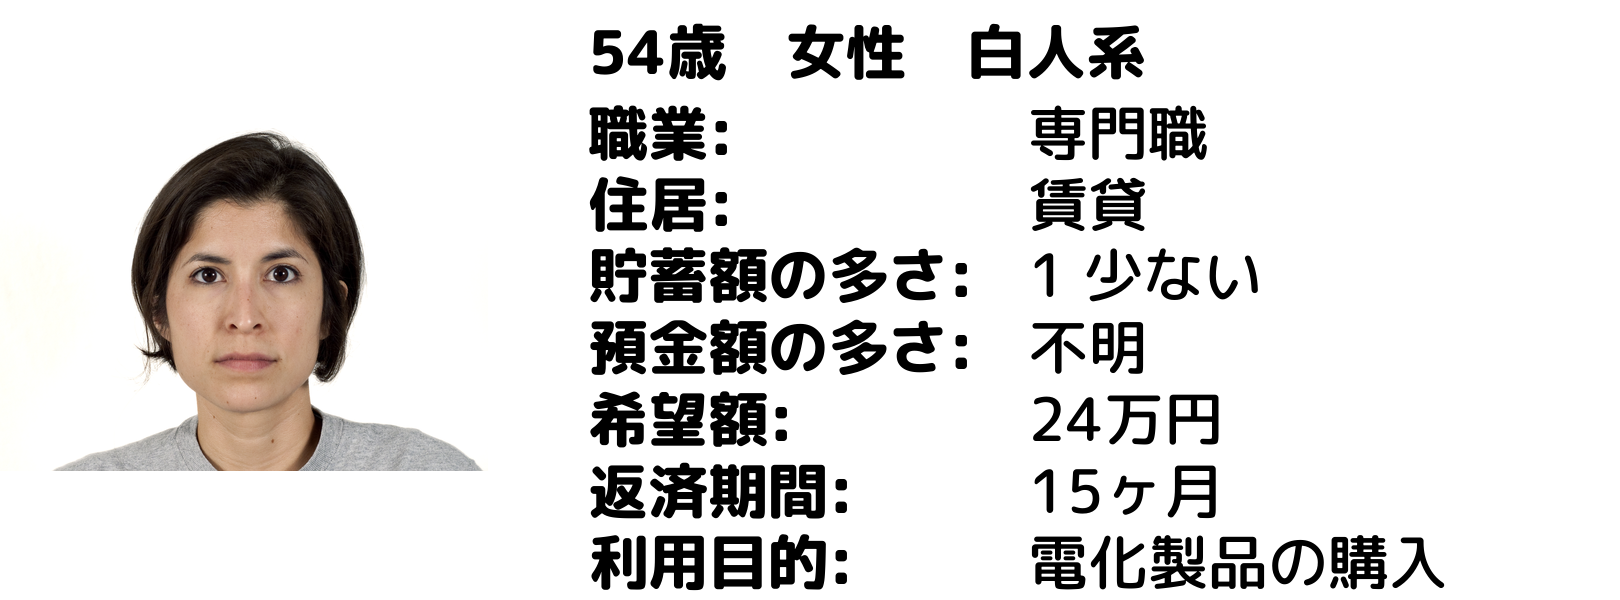 54歳　女性　白人系
職業:　専門職
住居:　賃貸
貯蓄額の多さ:　1 少ない
預金額の多さ:　不明
希望額:　24万円
返済期間:　15ヶ月
利用目的:　電化製品の購入